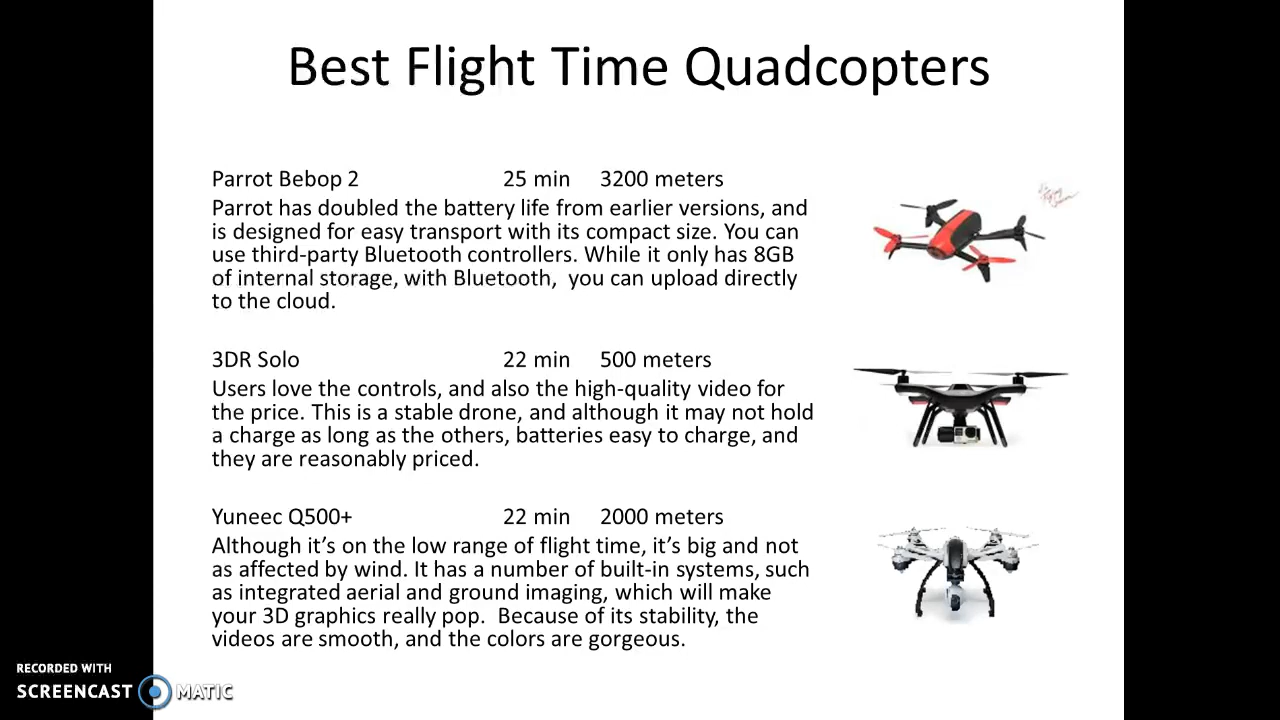 Best Flight Time Quadcopters
Parrot Bebop 2 25 min 3200 meters
Parrot has doubled the battery life from earlier versions, and
is designed for easy transport with its compact size. You can
use third-party Bluetooth controllers. While it only has 8GB
of internal storage, with Bluetooth,  you can upload directly
to the cloud.
3DR Solo 22 min 500 meters
Users love the controls, and also the high-quality video for
the price. This is a stable drone, and although it may not hold
a charge as long as the others, batteries easy to charge, and
they are reasonably priced.
Yuneec Q500+ 22 min 2000 meters
Although it’s on the low range of flight time, it’s big and not
as affected by wind. It has a number of built-in systems, such
as integrated aerial and ground imaging, which will make
your 3D graphics really pop.  Because of its stability, the
videos are smooth, and the colors are gorgeous.
RECORDED WITH
SCREENCAST MATIC